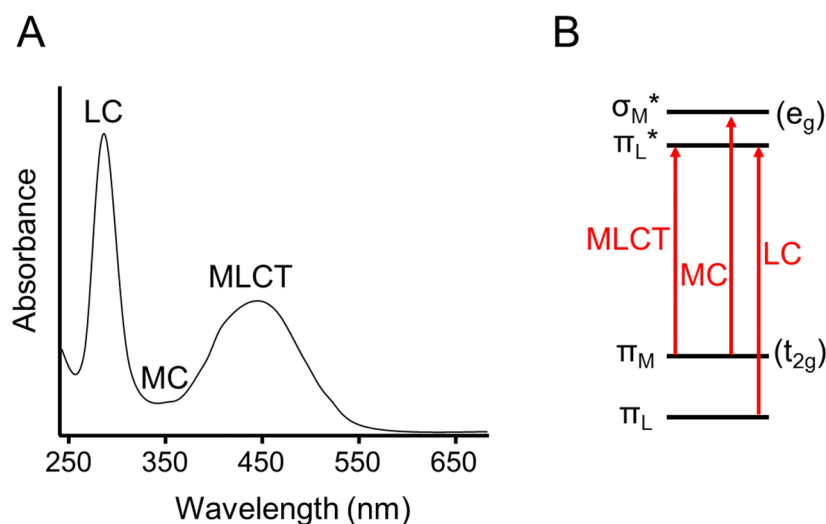 A
B
LC
MC
MLCT
Absorbance
250
350
450
550
650
Wavelength (nm)
σM* (eg)
πL*
MLCT
MC
LC
πM (t2g)
πL